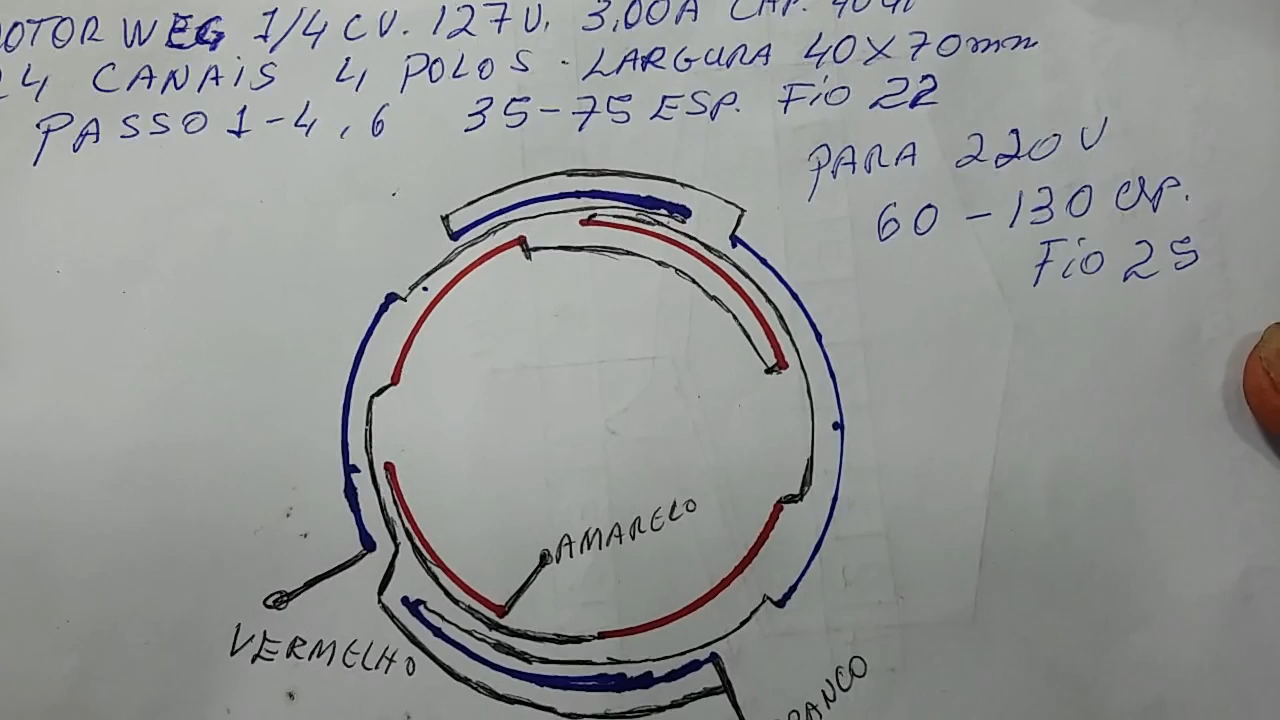 OTOR WEG 1/4 CV. 127V. 3,00A CAP.
24 CANAIS 4 POLOS. LARGURA 40X70mm
PASSO 1-4,6 35-75 ESP. FiO 22
PARA 220V
60-130 esp.
FiO 25
AMARELO
VERMELHO
RANCO